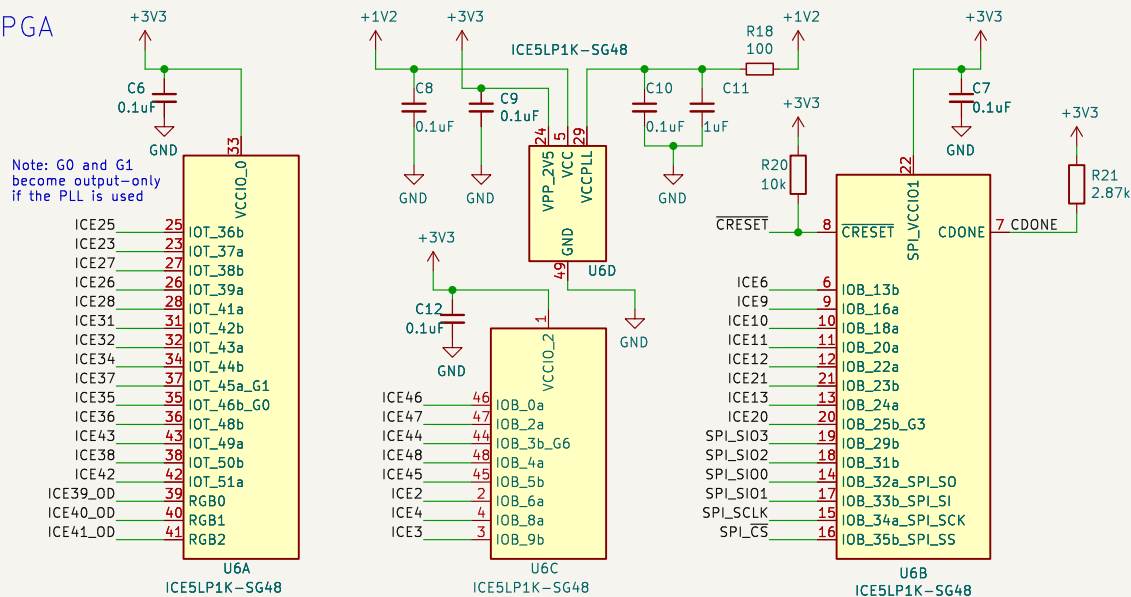 PGA
+3V3
C6
0.1uF
GND
33
VCCIO_0
Note: G0 and G1
become output-only
if the PLL is used
ICE25 25 IOT_36b
ICE23 23 IOT_37a
ICE27 27 IOT_38b
ICE26 26 IOT_39a
ICE28 28 IOT_41a
ICE31 31 IOT_42b
ICE32 32 IOT_43a
ICE34 34 IOT_44b
ICE37 37 IOT_45a_G1
ICE35 35 IOT_46b_G0
ICE36 36 IOT_48b
ICE43 43 IOT_49a
ICE38 38 IOT_50b
ICE42 42 IOT_51a
ICE39_OD 39 RGB0
ICE40_OD 40 RGB1
ICE41_OD 41 RGB2
U6A
ICE5LP1K-SG48
+1V2
+3V3
ICE5LP1K-SG48
C8
0.1uF
GND
C9
0.1uF
GND
24
5
29
VPP_2V5
VCC
VCCPLL
GND
49
U6D
GND
C10
0.1uF
C11
1uF
GND
R18
100
+1V2
+3V3
C12
0.1uF
GND
1
VCCIO_2
ICE46 46 IOB_0a
ICE47 47 IOB_2a
ICE44 44 IOB_3b_G6
ICE48 48 IOB_4a
ICE45 45 IOB_5b
ICE2 2 IOB_6a
ICE4 4 IOB_8a
ICE3 3 IOB_9b
U6C
ICE5LP1K-SG48
+3V3
C7
0.1uF
GND
+3V3
R20
10k
+3V3
R21
2.87k
22
SPI_VCCIO1
CRESET 8 CRESET
CDONE 7 CDONE
ICE6 6 IOB_13b
ICE9 9 IOB_16a
ICE10 10 IOB_18a
ICE11 11 IOB_20a
ICE12 12 IOB_22a
ICE21 21 IOB_23b
ICE13 13 IOB_24a
ICE20 20 IOB_25b_G3
SPI_SIO3 19 IOB_29b
SPI_SIO2 18 IOB_31b
SPI_SIO0 14 IOB_32a_SPI_SO
SPI_SIO1 17 IOB_33b_SPI_SI
SPI_SCLK 15 IOB_34a_SPI_SCK
SPI_CS 16 IOB_35b_SPI_SS
U6B
ICE5LP1K-SG48